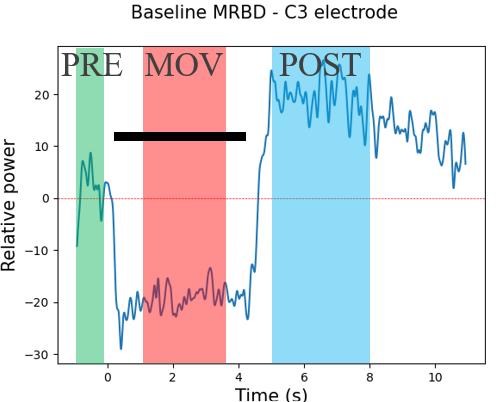 Baseline MRBD - C3 electrode
PRE MOV POST
Relative power
20
10
0
−10
−20
−30
0 2 4 6 8 10
Time (s)